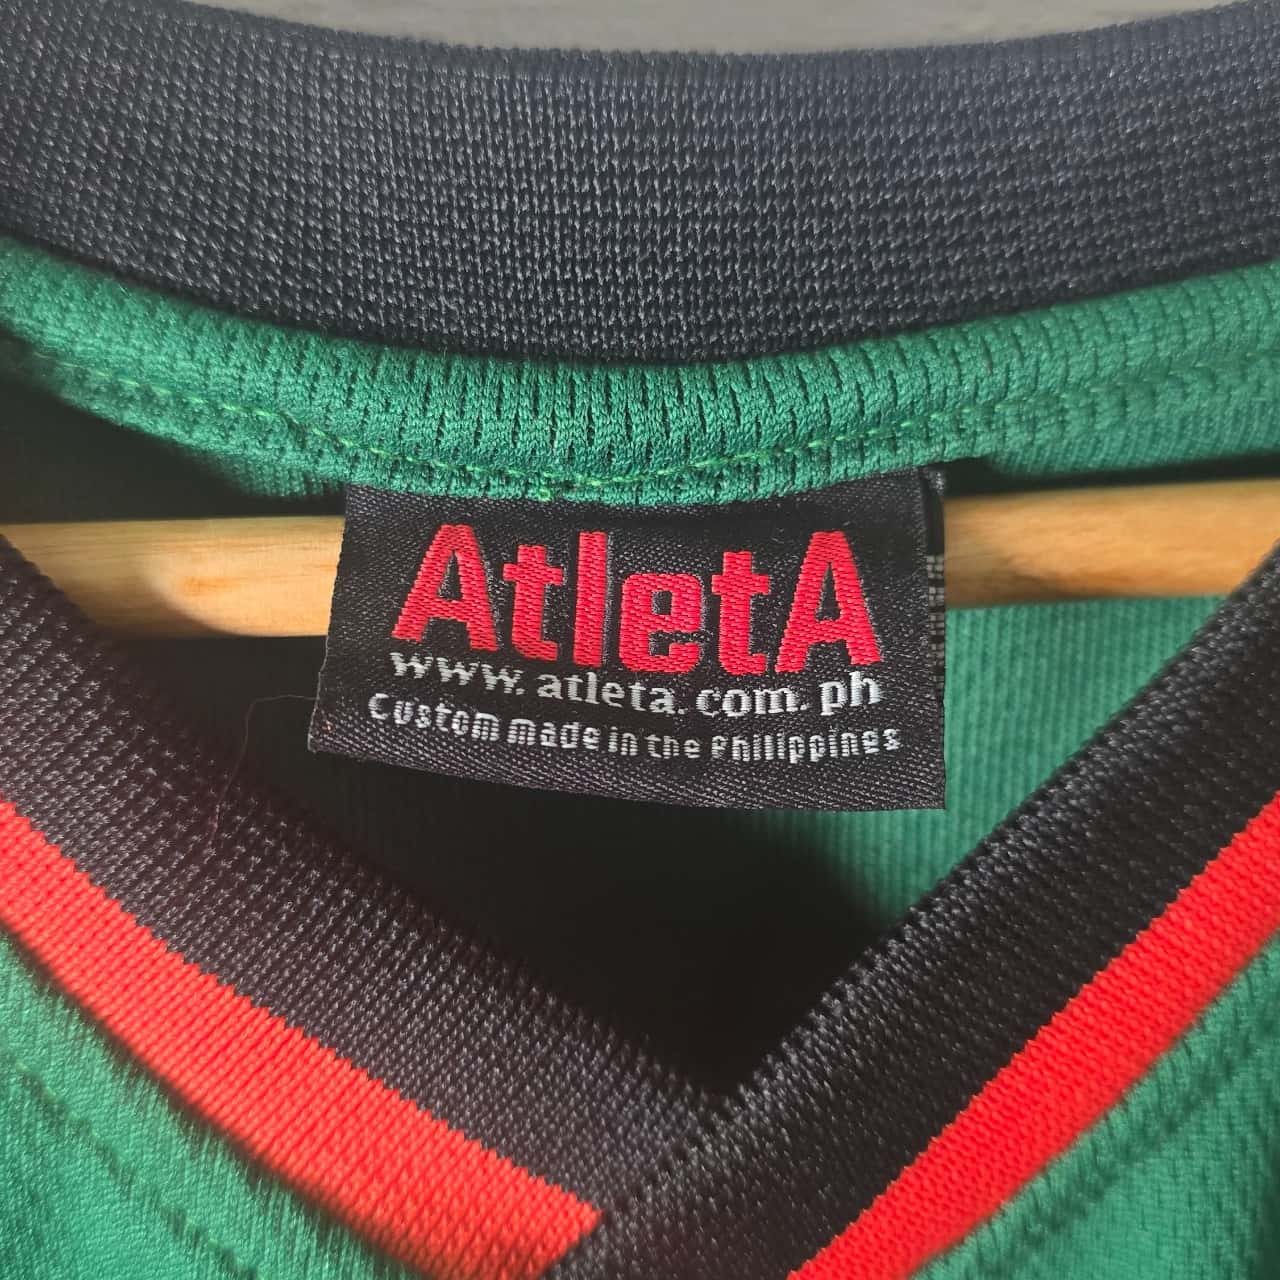 AtletA
www.atleta.com.ph
Custom made in the Philippines